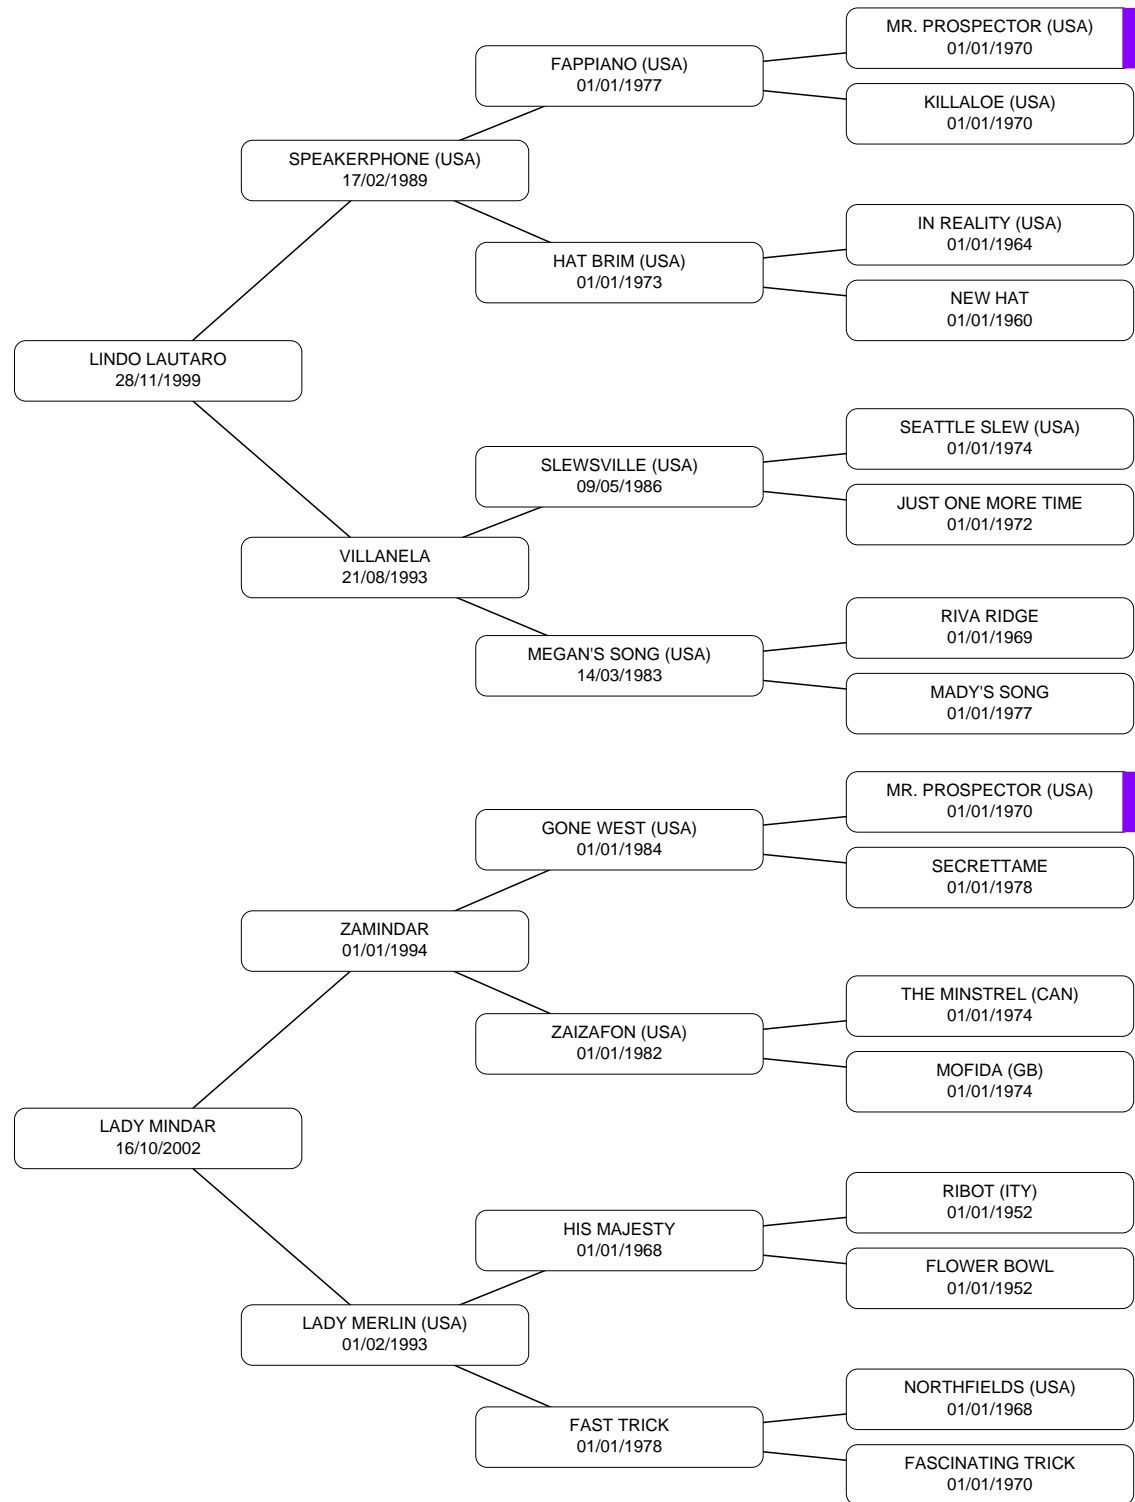 MR. PROSPECTOR (USA)
01/01/1970
FAPPIANO (USA)
01/01/1977
KILLALOE (USA)
01/01/1970
SPEAKERPHONE (USA)
17/02/1989
IN REALITY (USA)
01/01/1964
HAT BRIM (USA)
01/01/1973
NEW HAT
01/01/1960
LINDO LAUTARO
28/11/1999
SEATTLE SLEW (USA)
01/01/1974
SLEWSVILLE (USA)
09/05/1986
JUST ONE MORE TIME
01/01/1972
VILLANELA
21/08/1993
RIVA RIDGE
01/01/1969
MEGAN'S SONG (USA)
14/03/1983
MADY'S SONG
01/01/1977
MR. PROSPECTOR (USA)
01/01/1970
GONE WEST (USA)
01/01/1984
SECRETTAME
01/01/1978
ZAMINDAR
01/01/1994
THE MINSTREL (CAN)
01/01/1974
ZAIZAFON (USA)
01/01/1982
MOFIDA (GB)
01/01/1974
LADY MINDAR
16/10/2002
RIBOT (ITY)
01/01/1952
HIS MAJESTY
01/01/1968
FLOWER BOWL
01/01/1952
LADY MERLIN (USA)
01/02/1993
NORTHFIELDS (USA)
01/01/1968
FAST TRICK
01/01/1978
FASCINATING TRICK
01/01/1970